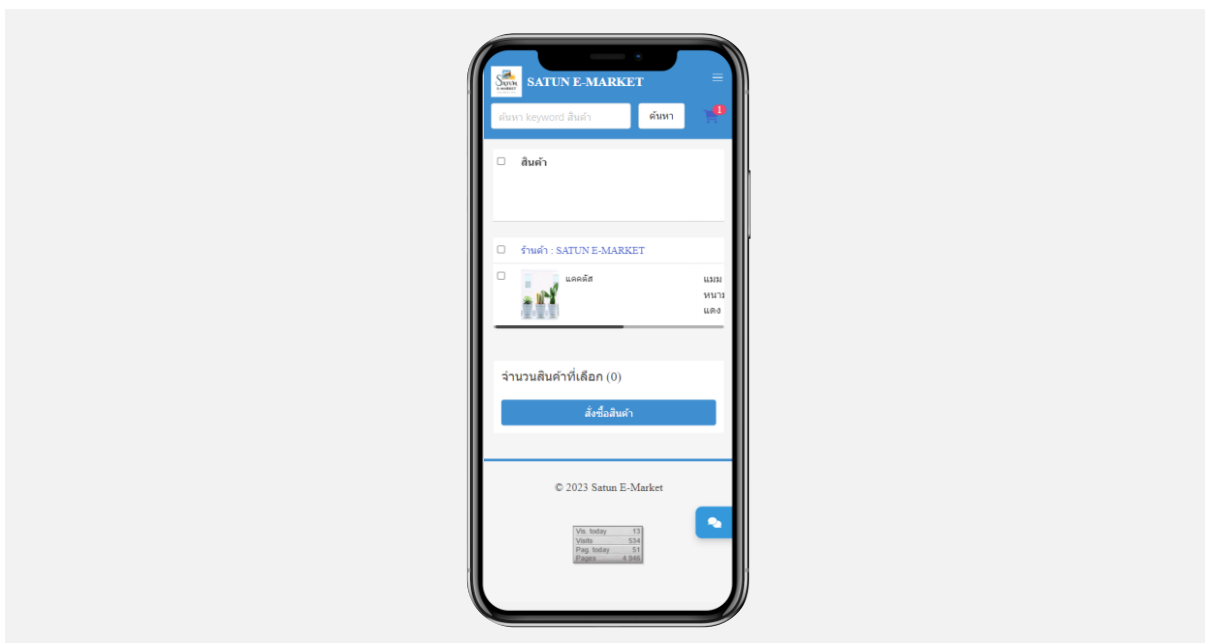 SATUN E-MARKET
ค้นหา keyword สินค้า
ค้นหา
1
สินค้า
ร้านค้า : SATUN E-MARKET
แคคตัส
แมม
หนาม
แดง
จำนวนสินค้าที่เลือก (0)
สั่งซื้อสินค้า
© 2023 Satun E-Market
Vis. today 13
Visits 534
Pag. today 51
Pages 4 946